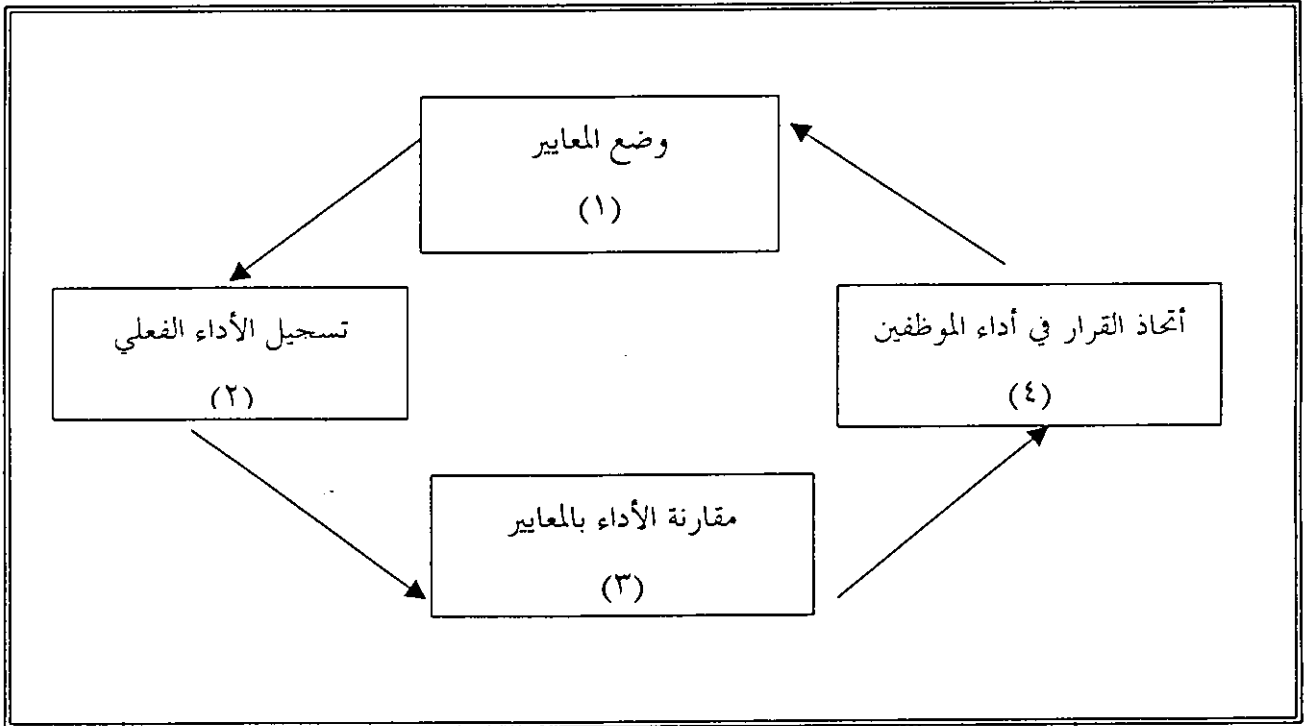 وضع المعايير
(١)
تسجيل الأداء الفعلي
(٢)
مقارنة الأداء بالمعايير
(٣)
أتخاذ القرار في أداء الموظفين
(٤)